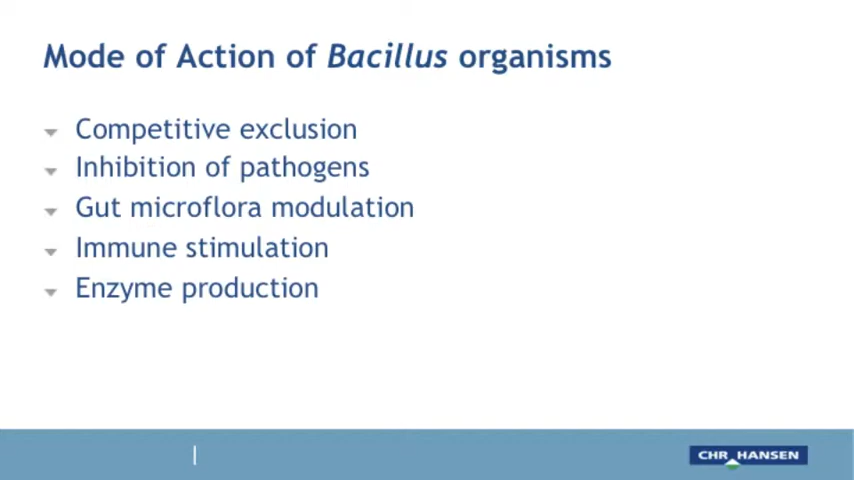 Mode of Action of Bacillus organisms
Competitive exclusion
Inhibition of pathogens
Gut microflora modulation
Immune stimulation
Enzyme production
CHR HANSEN